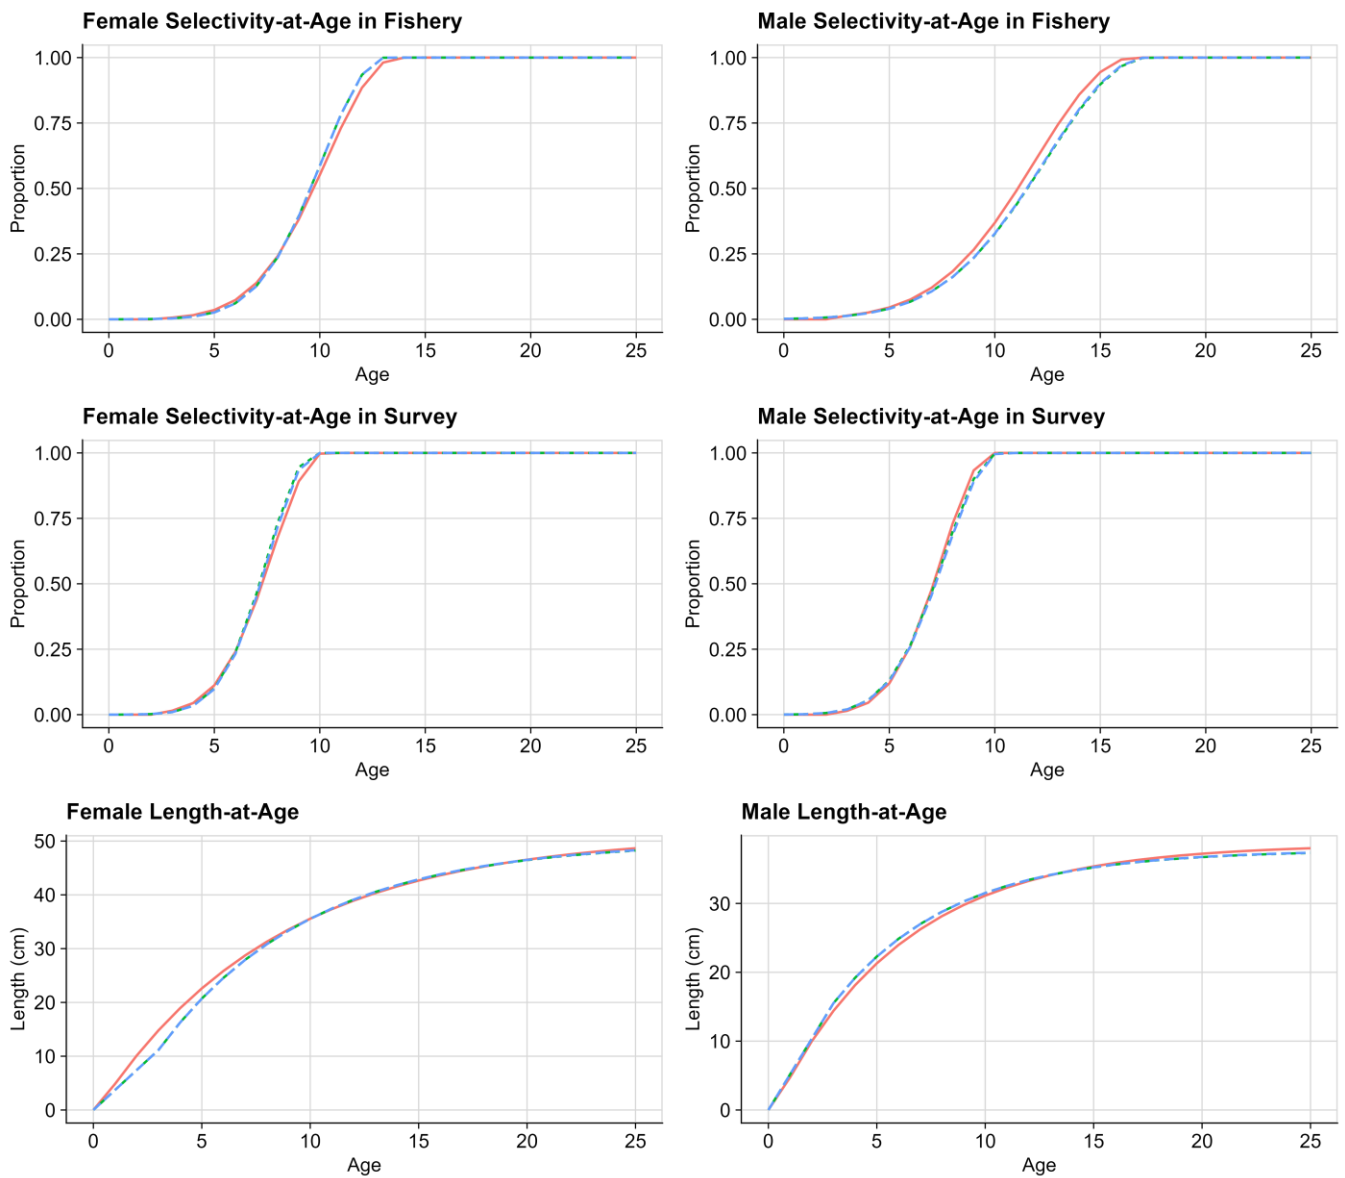 Female Selectivity-at-Age in Fishery
Proportion
1.00
0.75
0.50
0.25
0.00
0 5 10 15 20 25
Age
Male Selectivity-at-Age in Fishery
Proportion
1.00
0.75
0.50
0.25
0.00
0 5 10 15 20 25
Age
Female Selectivity-at-Age in Survey
Proportion
1.00
0.75
0.50
0.25
0.00
0 5 10 15 20 25
Age
Male Selectivity-at-Age in Survey
Proportion
1.00
0.75
0.50
0.25
0.00
0 5 10 15 20 25
Age
Female Length-at-Age
Length (cm)
50
40
30
20
10
0
0 5 10 15 20 25
Age
Male Length-at-Age
Length (cm)
30
20
10
0
0 5 10 15 20 25
Age